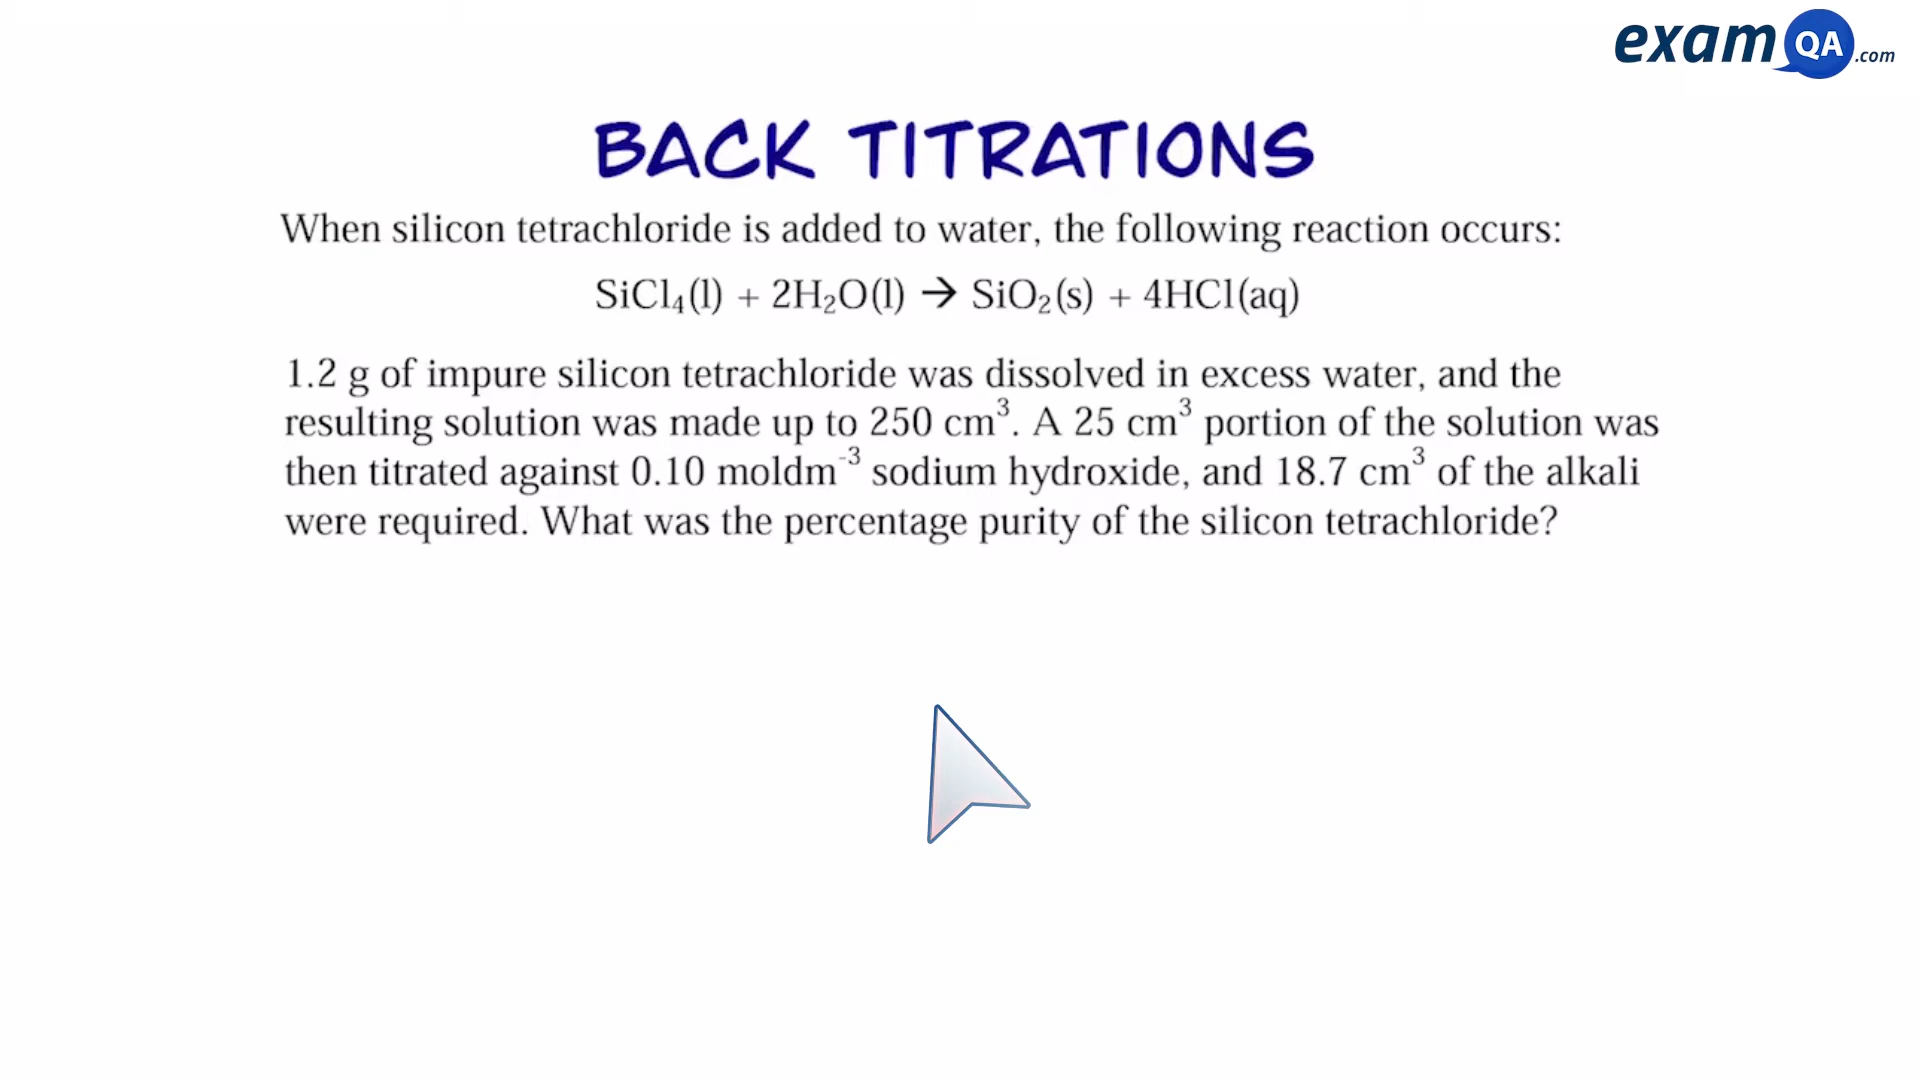 examQA.com
BACK TITRATIONS
When silicon tetrachloride is added to water, the following reaction occurs:
SiCl₄(l) + 2H₂O(l) → SiO₂(s) + 4HCl(aq)
1.2 g of impure silicon tetrachloride was dissolved in excess water, and the
resulting solution was made up to 250 cm³. A 25 cm³ portion of the solution was
then titrated against 0.10 moldm⁻³ sodium hydroxide, and 18.7 cm³ of the alkali
were required. What was the percentage purity of the silicon tetrachloride?